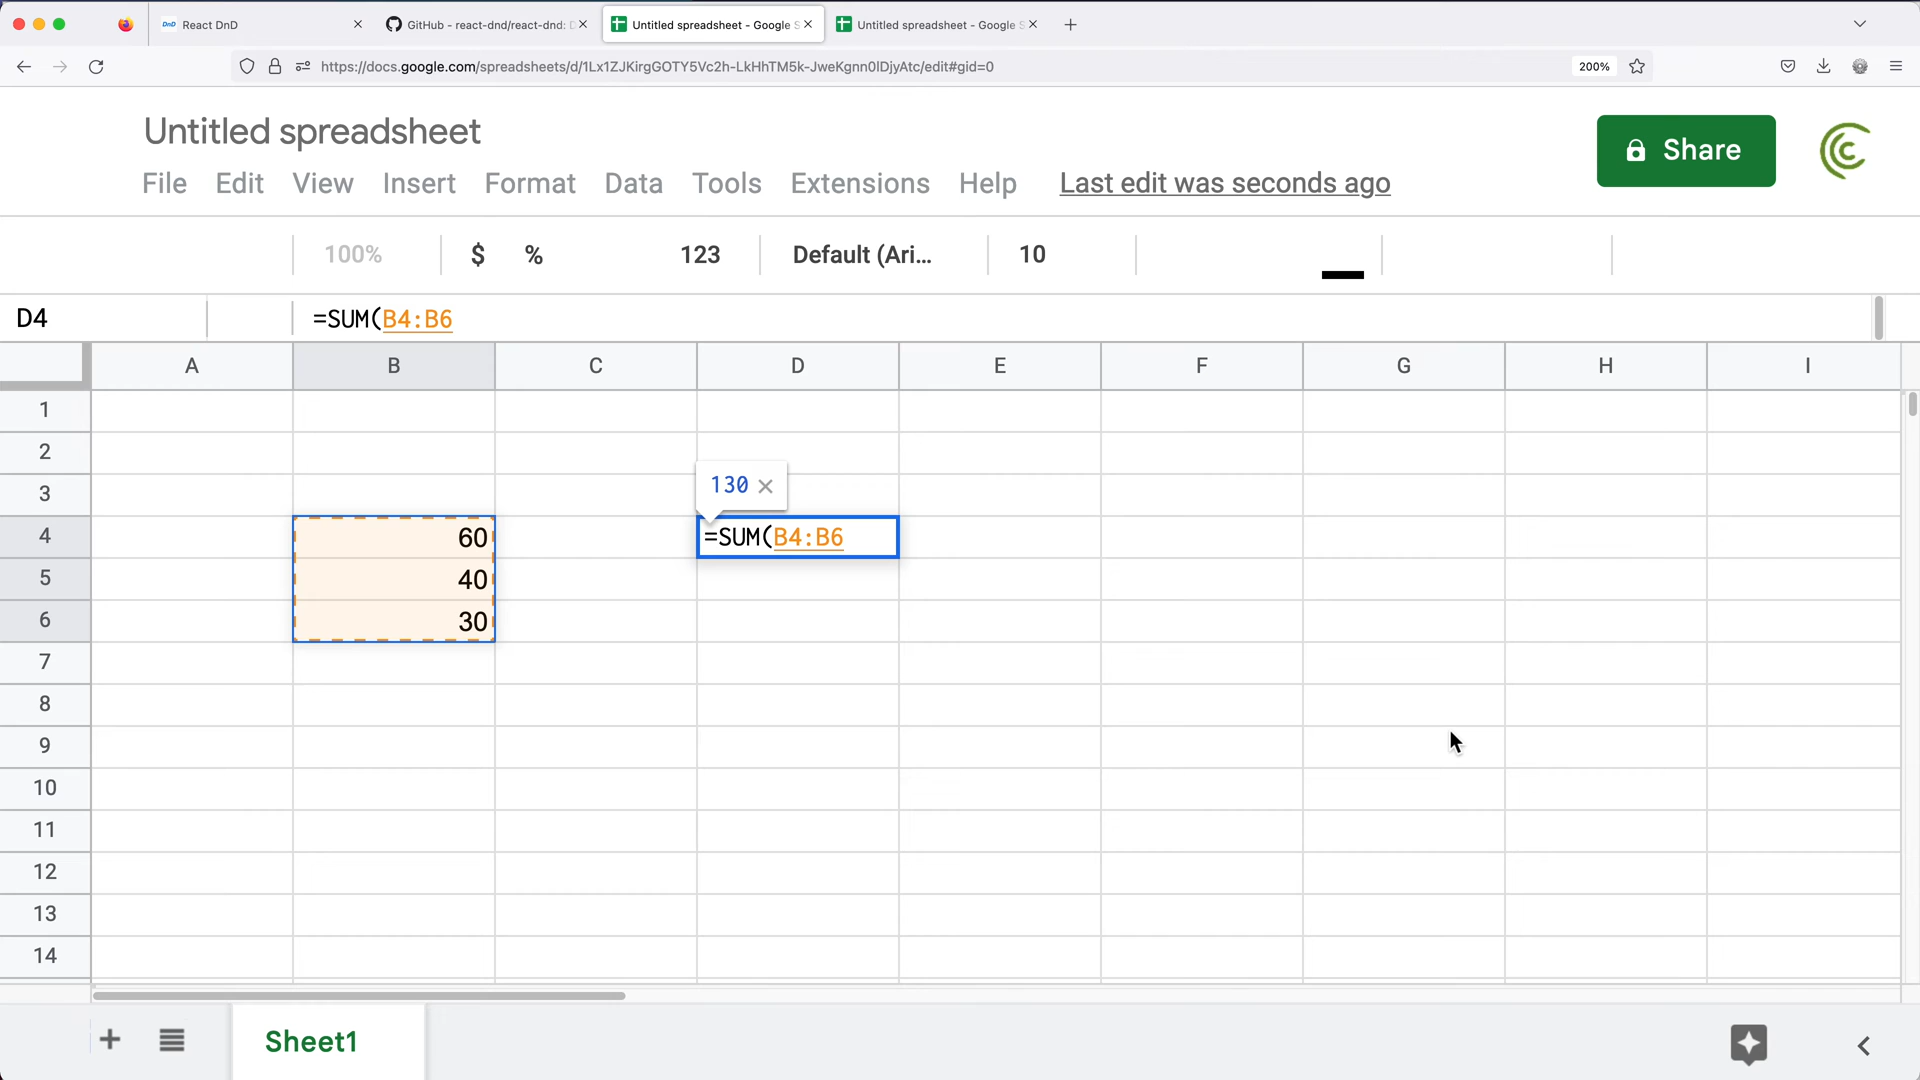 DnD React DnD
GitHub - react-dnd/react-dnd: D
Untitled spreadsheet - Google S
Untitled spreadsheet - Google S
https://docs.google.com/spreadsheets/d/1Lx1ZJKirgGOTY5Vc2h-LkHhTM5k-JweKgnn0lDjyAtc/edit#gid=0
200%
Untitled spreadsheet
Share
File Edit View Insert Format Data Tools Extensions Help Last edit was seconds ago
100% $ % 123 Default (Ari... 10
D4 =SUM(B4:B6
A B C D E F G H I
1
2
3
130
4 60 =SUM(B4:B6
5 40
6 30
7
8
9
10
11
12
13
14
Sheet1